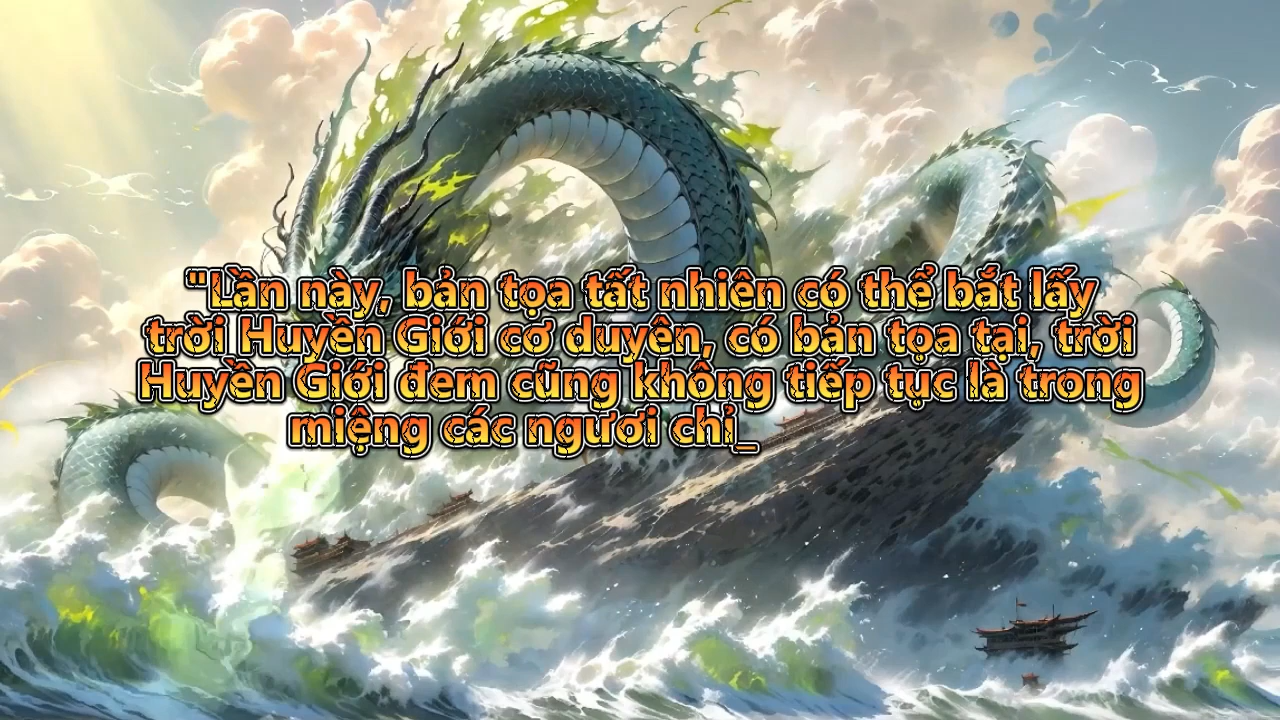 "Lần này, bản tọa tất nhiên có thể bắt lấy
trời Huyền Giới cơ duyên, có bản tọa tại, trời
Huyền Giới đem cũng không tiếp tục là trong
miệng các ngươi chỉ_